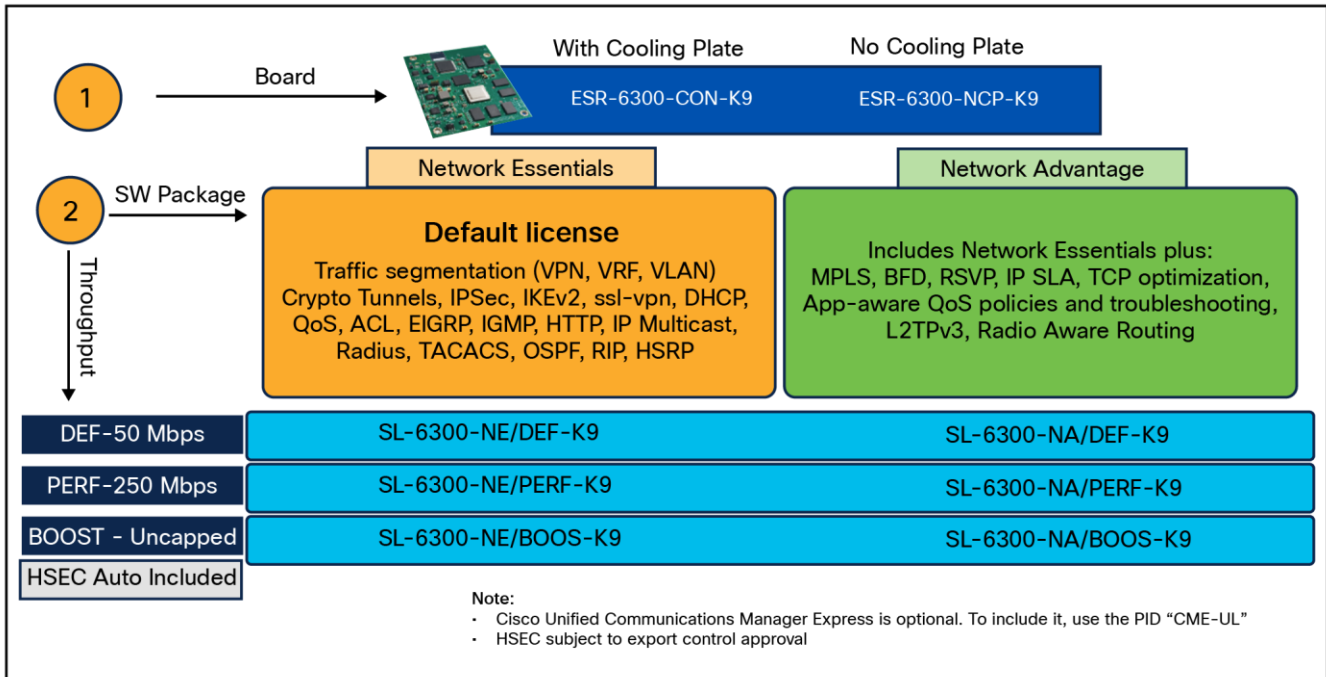 With Cooling Plate
No Cooling Plate
1
Board
ESR-6300-CON-K9
ESR-6300-NCP-K9
Network Essentials
Network Advantage
2
SW Package
Throughput
Default license
Traffic segmentation (VPN, VRF, VLAN)
Crypto Tunnels, IPSec, IKEv2, ssl-vpn, DHCP,
QoS, ACL, EIGRP, IGMP, HTTP, IP Multicast,
Radius, TACACS, OSPF, RIP, HSRP
Includes Network Essentials plus:
MPLS, BFD, RSVP, IP SLA, TCP optimization,
App-aware QoS policies and troubleshooting,
L2TPv3, Radio Aware Routing
DEF-50 Mbps
SL-6300-NE/DEF-K9
SL-6300-NA/DEF-K9
PERF-250 Mbps
SL-6300-NE/PERF-K9
SL-6300-NA/PERF-K9
BOOST - Uncapped
SL-6300-NE/BOOS-K9
SL-6300-NA/BOOS-K9
HSEC Auto Included
Note:
• Cisco Unified Communications Manager Express is optional. To include it, use the PID “CME-UL”
• HSEC subject to export control approval